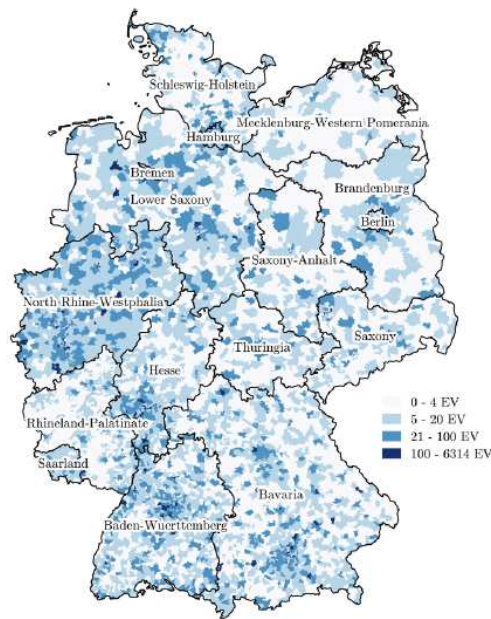 Schleswig-Holstein
Mecklenburg-Western Pomerania
Hamburg
Bremen
Lower Saxony
Brandenburg
Berlin
Saxony-Anhalt
North Rhine-Westphalia
Hesse
Thuringia
Saxony
0 - 4 EV
5 - 20 EV
21 - 100 EV
100 - 6314 EV
Rhineland-Palatinate
Saarland
Bavaria
Baden-Wuerttemberg